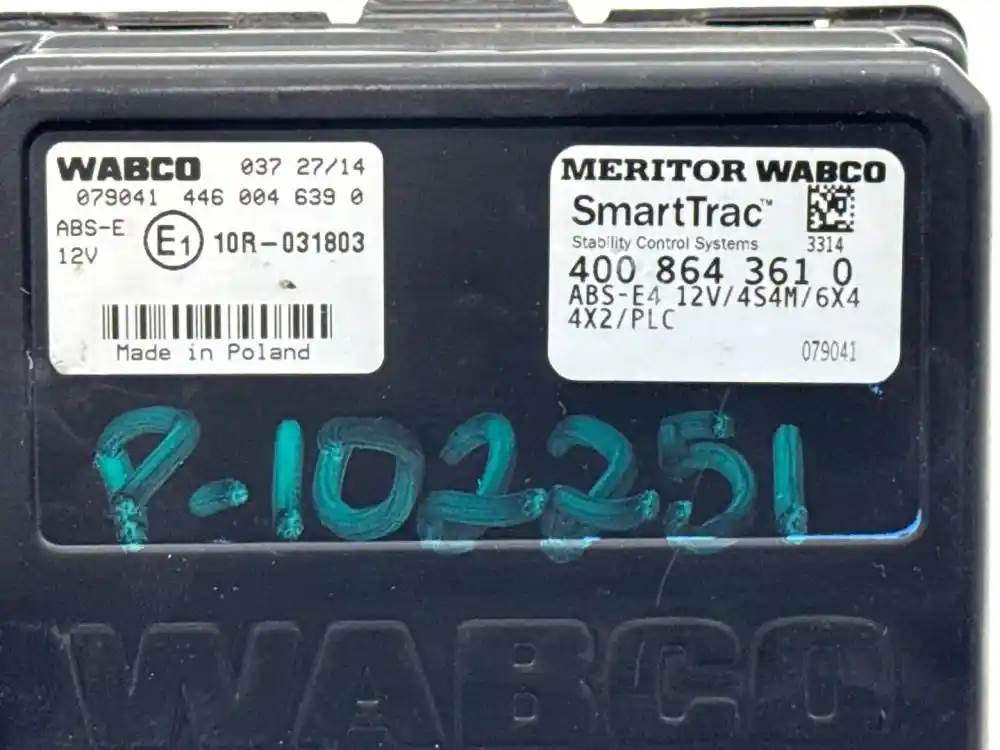 WABCO 037 27/14
079041 446 004 639 0
ABS-E
12V
E1 10R-031803
Made in Poland
MERITOR WABCO
SmartTrac™
Stability Control Systems 3314
400 864 361 0
ABS-E4 12V/4S4M/6X4
4X2/PLC
079041
P-102251
WABCO